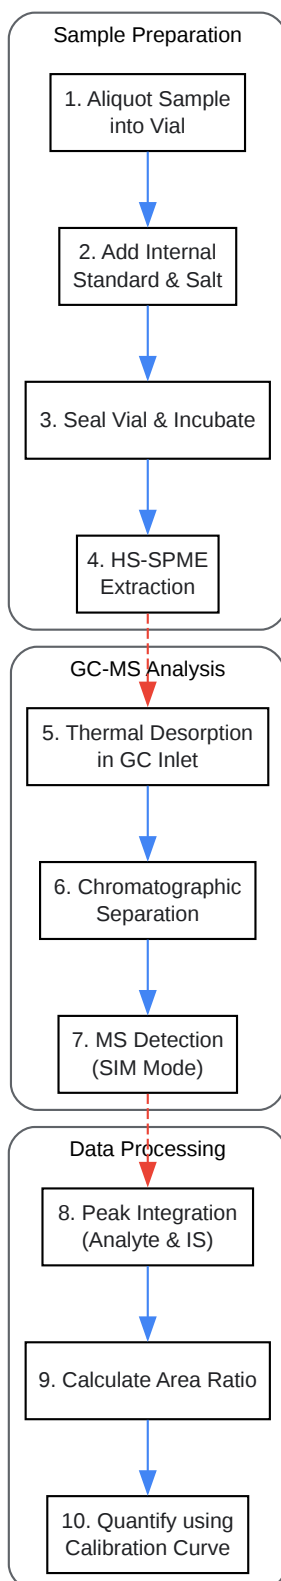 Sample Preparation
1. Aliquot Sample
into Vial
2. Add Internal
Standard & Salt
3. Seal Vial & Incubate
4. HS-SPME
Extraction
GC-MS Analysis
5. Thermal Desorption
in GC Inlet
6. Chromatographic
Separation
7. MS Detection
(SIM Mode)
Data Processing
8. Peak Integration
(Analyte & IS)
9. Calculate Area Ratio
10. Quantify using
Calibration Curve